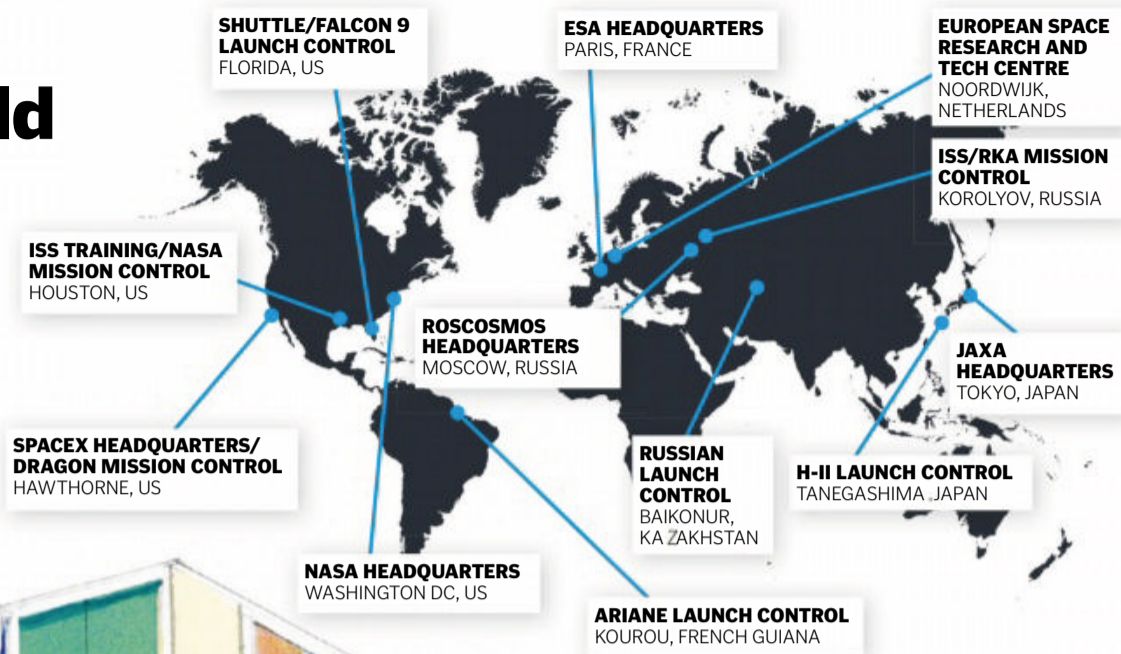 ld
SHUTTLE/FALCON 9
LAUNCH CONTROL
FLORIDA, US
ESA HEADQUARTERS
PARIS, FRANCE
EUROPEAN SPACE
RESEARCH AND
TECH CENTRE
NOORDWIJK,
NETHERLANDS
ISS/RKA MISSION
CONTROL
KOROLYOV, RUSSIA
ISS TRAINING/NASA
MISSION CONTROL
HOUSTON, US
ROSCOSMOS
HEADQUARTERS
MOSCOW, RUSSIA
JAXA
HEADQUARTERS
TOKYO, JAPAN
SPACEX HEADQUARTERS/
DRAGON MISSION CONTROL
HAWTHORNE, US
RUSSIAN
LAUNCH
CONTROL
BAIKONUR,
KAZAKHSTAN
H-II LAUNCH CONTROL
TANEGASHIMA, JAPAN
NASA HEADQUARTERS
WASHINGTON DC, US
ARIANE LAUNCH CONTROL
KOUROU, FRENCH GUIANA